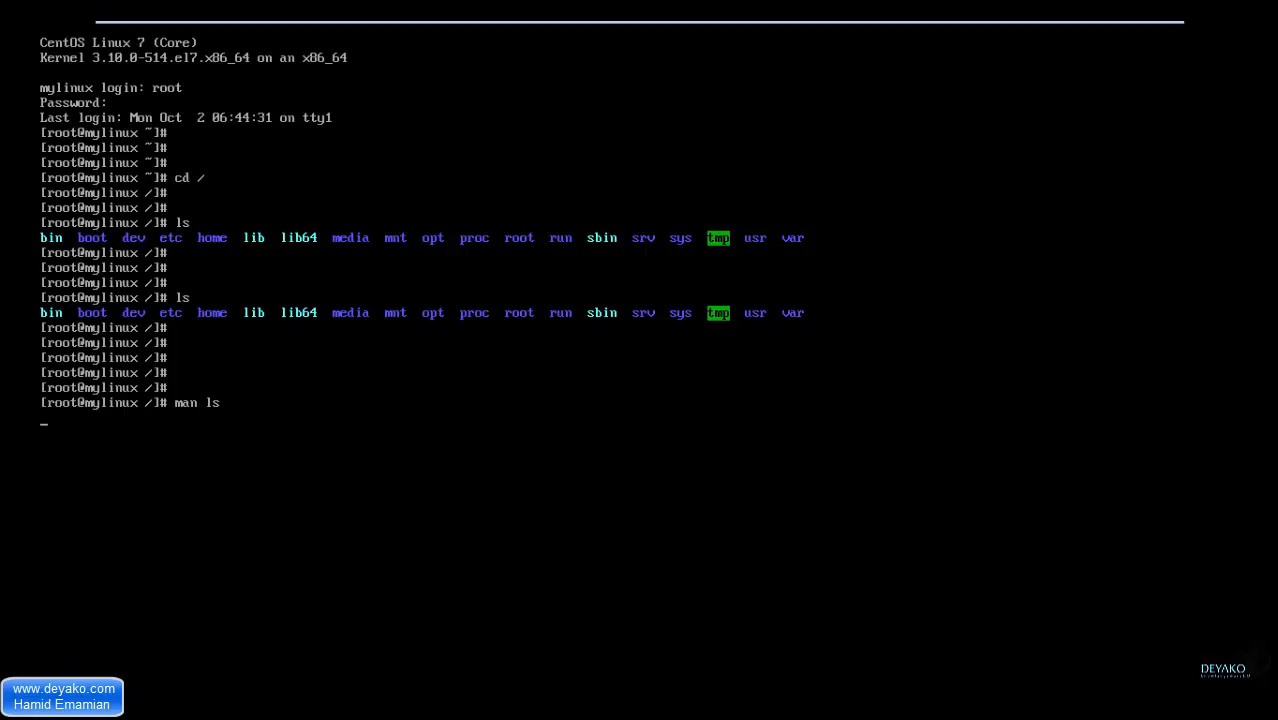 CentOS Linux 7 (Core)
Kernel 3.10.0-514.el7.x86_64 on an x86_64
mylinux login: root
Password:
Last login: Mon Oct  2 06:44:31 on tty1
[root@mylinux ~]#
[root@mylinux ~]#
[root@mylinux ~]#
[root@mylinux ~]# cd /
[root@mylinux /]#
[root@mylinux /]#
[root@mylinux /]# ls
bin  boot  dev  etc  home  lib  lib64  media  mnt  opt  proc  root  run  sbin  srv  sys  tmp  usr  var
[root@mylinux /]#
[root@mylinux /]#
[root@mylinux /]#
[root@mylinux /]# ls
bin  boot  dev  etc  home  lib  lib64  media  mnt  opt  proc  root  run  sbin  srv  sys  tmp  usr  var
[root@mylinux /]#
[root@mylinux /]#
[root@mylinux /]#
[root@mylinux /]#
[root@mylinux /]#
[root@mylinux /]# man ls
DEYAKO
www.deyako.com
Hamid Emamian